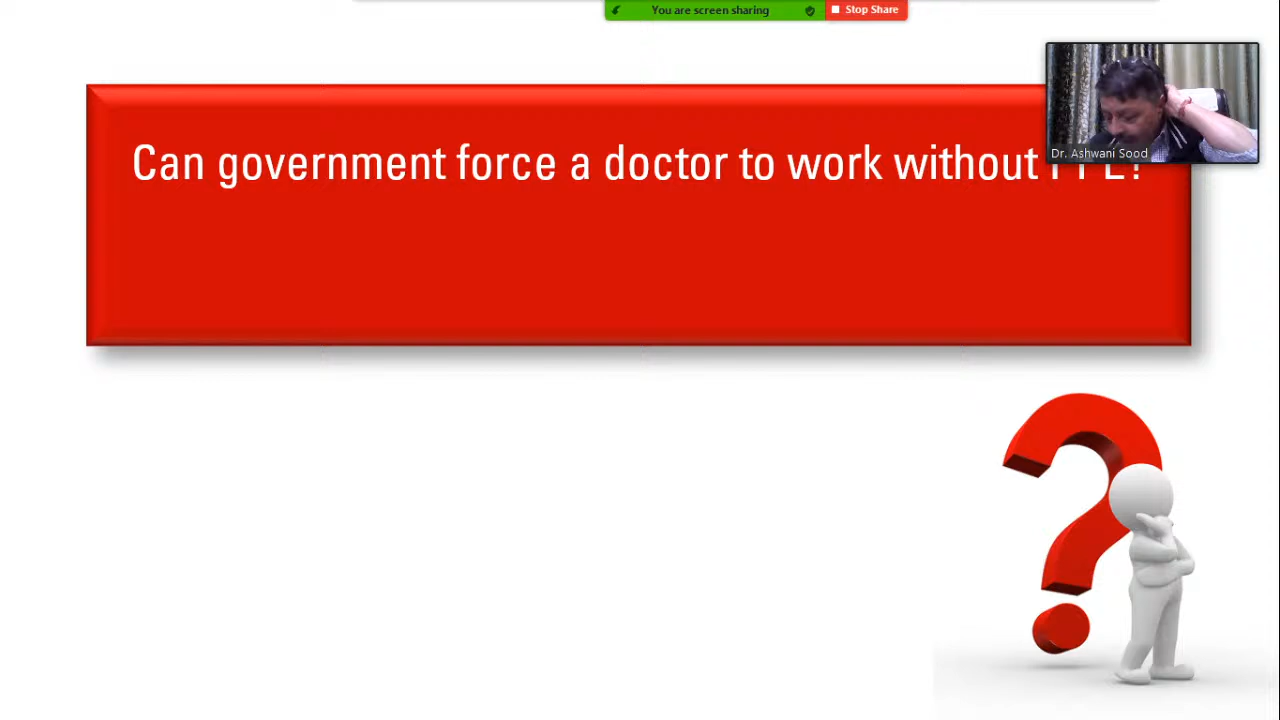 You are screen sharing
Stop Share
Can government force a doctor to work without
Dr. Ashwani Sood